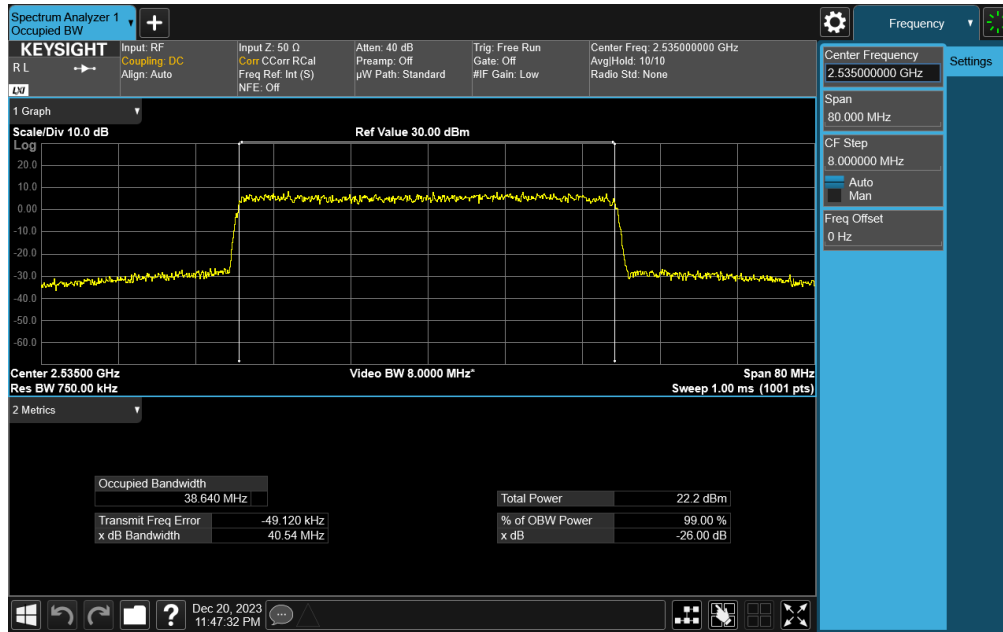 Spectrum Analyzer 1
Occupied BW
Frequency
KEYSIGHT
R L
LXI
Input: RF
Coupling: DC
Align: Auto
Input Z: 50 Ω
Corr CCorr RCal
Freq Ref: Int (S)
NFE: Off
Atten: 40 dB
Preamp: Off
µW Path: Standard
Trig: Free Run
Gate: Off
#IF Gain: Low
Center Freq: 2.535000000 GHz
Avg|Hold: 10/10
Radio Std: None
1 Graph
Scale/Div 10.0 dB
Ref Value 30.00 dBm
Log
20.0
10.0
0.00
-10.0
-20.0
-30.0
-40.0
-50.0
-60.0
Center 2.53500 GHz
Video BW 8.0000 MHz*
Span 80 MHz
Res BW 750.00 kHz
Sweep 1.00 ms (1001 pts)
2 Metrics
Occupied Bandwidth
38.640 MHz
Transmit Freq Error -49.120 kHz
x dB Bandwidth 40.54 MHz
Total Power 22.2 dBm
% of OBW Power 99.00 %
x dB -26.00 dB
Center Frequency
2.535000000 GHz
Span
80.000 MHz
CF Step
8.000000 MHz
Auto
Man
Freq Offset
0 Hz
Settings
?
Dec 20, 2023
11:47:32 PM